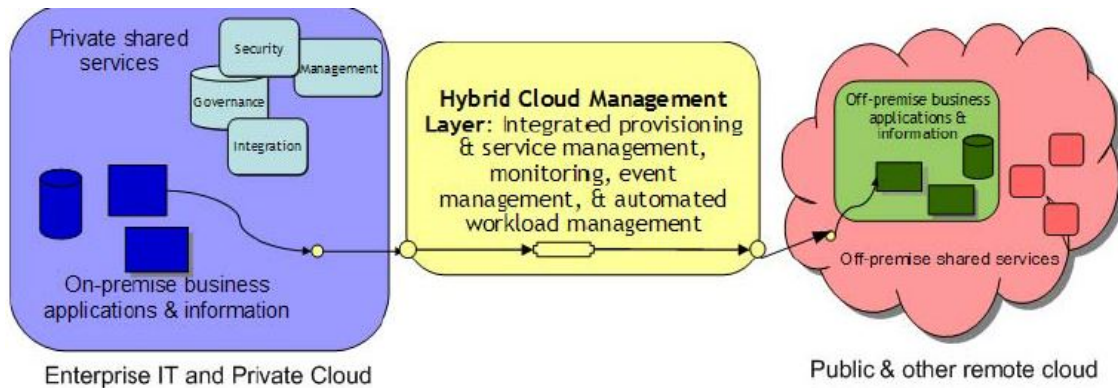 Private shared
services
Security
Management
Governance
Integration
On-premise business
applications & information
Enterprise IT and Private Cloud
Hybrid Cloud Management
Layer: Integrated provisioning
& service management,
monitoring, event
management, & automated
workload management
Off-premise business
applications &
information
Off-premise shared services
Public & other remote cloud